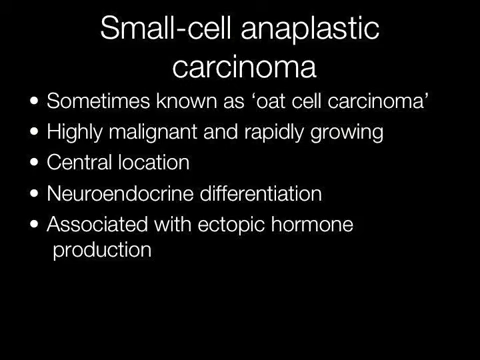 Small-cell anaplastic
carcinoma
• Sometimes known as ‘oat cell carcinoma’
• Highly malignant and rapidly growing
• Central location
• Neuroendocrine differentiation
• Associated with ectopic hormone
production